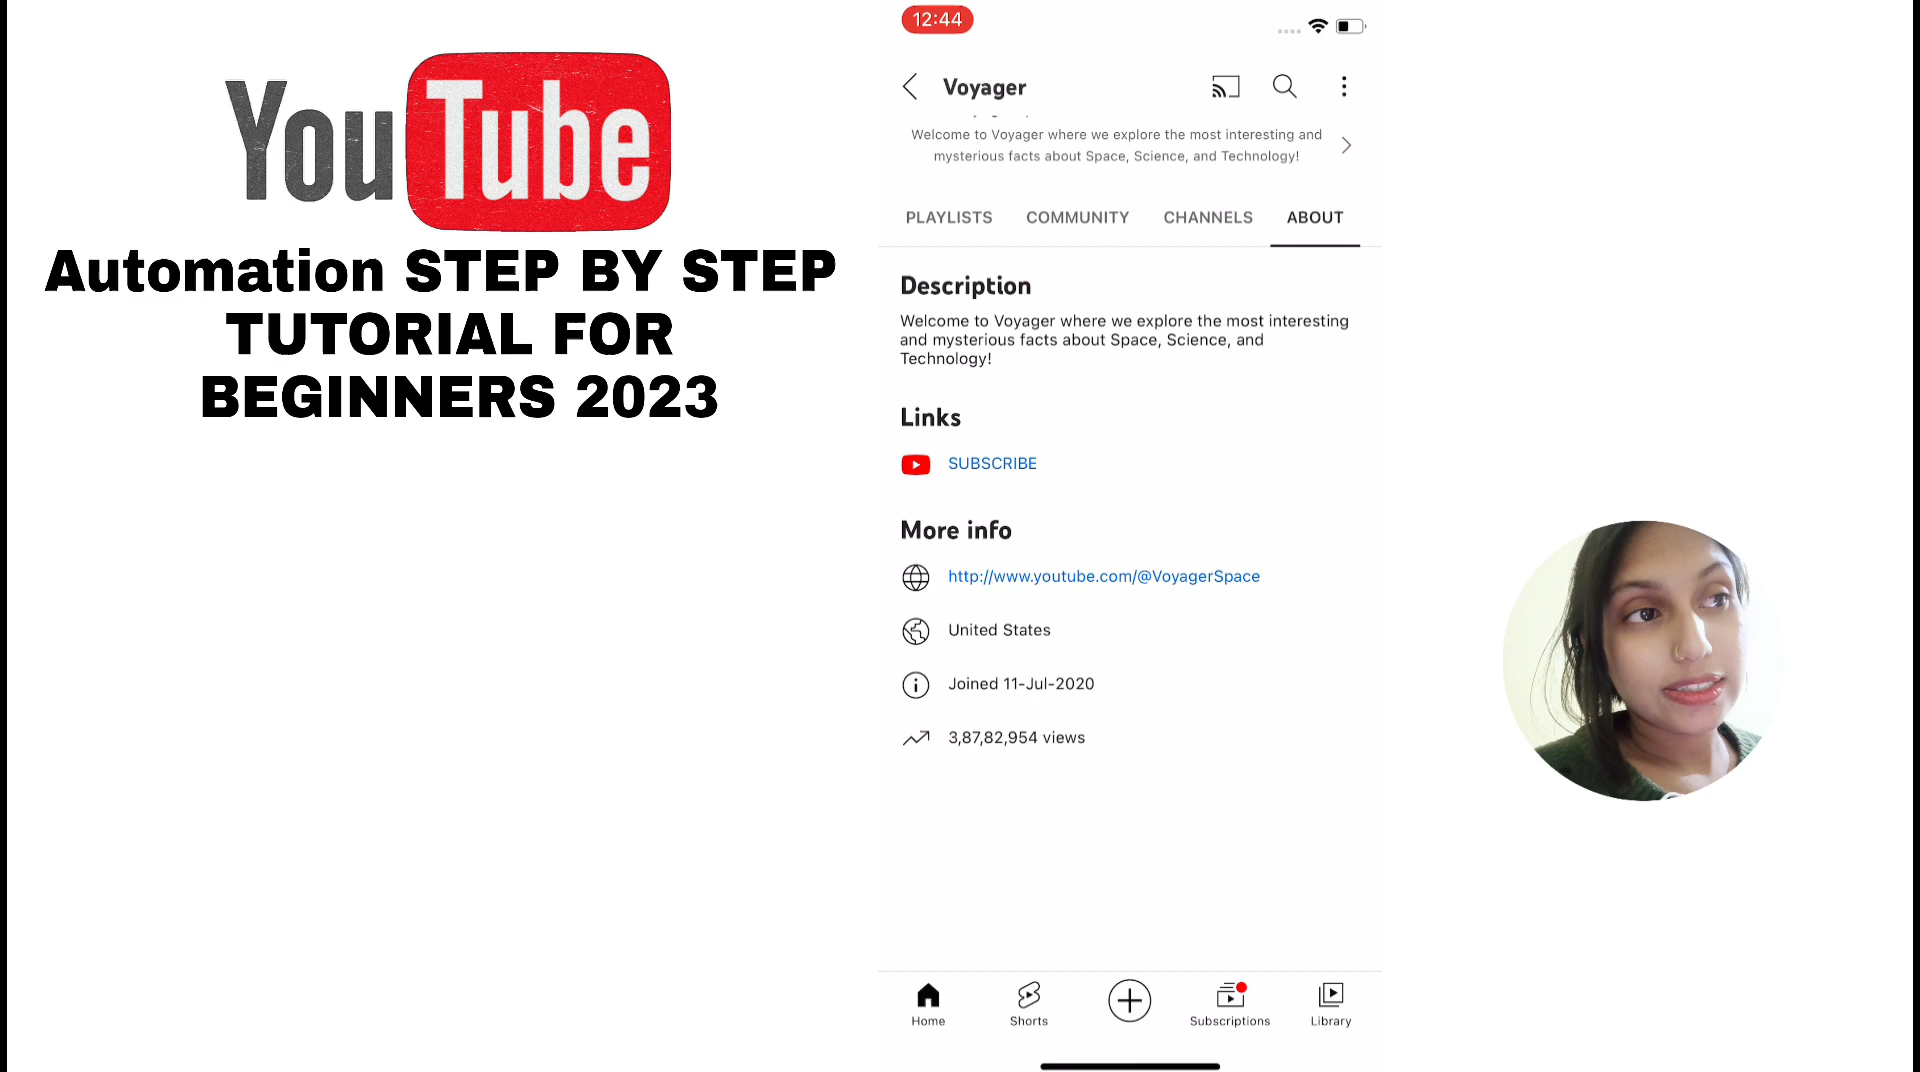 YouTube
Automation STEP BY STEP
TUTORIAL FOR
BEGINNERS 2023
12:44
Voyager
Welcome to Voyager where we explore the most interesting and
mysterious facts about Space, Science, and Technology!
PLAYLISTS COMMUNITY CHANNELS ABOUT
Description
Welcome to Voyager where we explore the most interesting
and mysterious facts about Space, Science, and
Technology!
Links
SUBSCRIBE
More info
http://www.youtube.com/@VoyagerSpace
United States
Joined 11-Jul-2020
3,87,82,954 views
Home Shorts Subscriptions Library